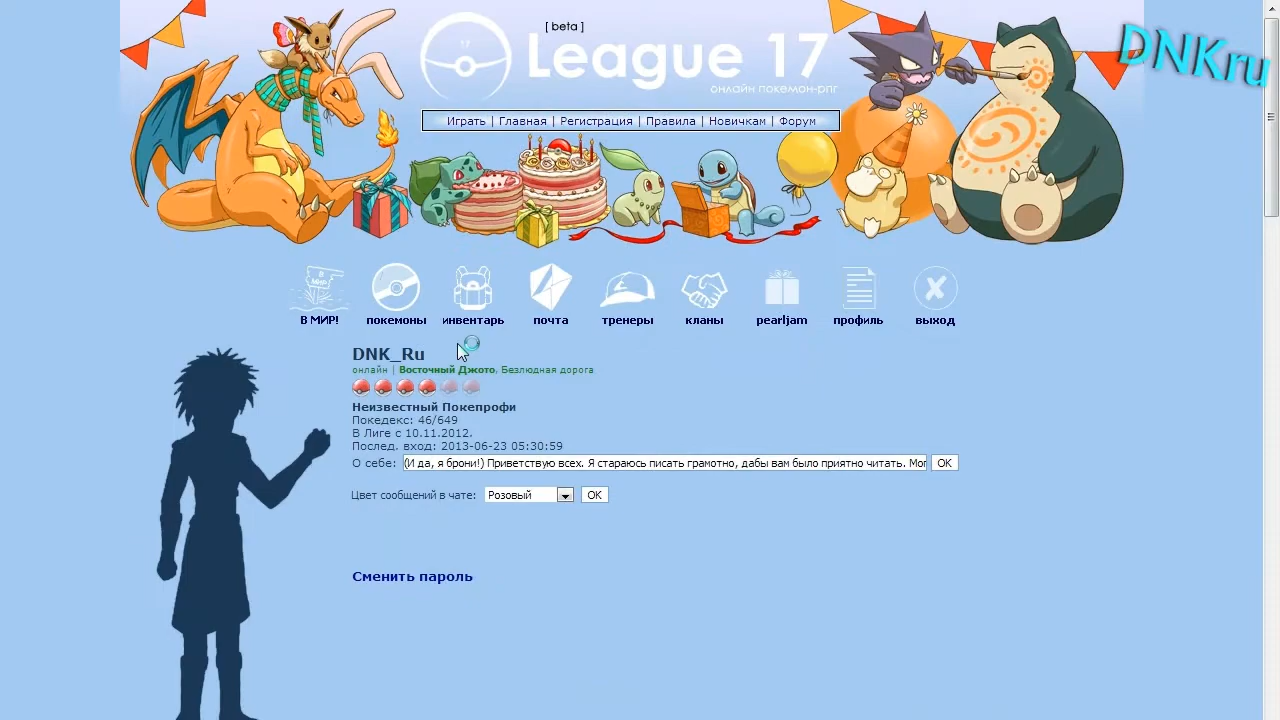 [ beta ]
League 17
онлайн покемон-рпг
DNKru
Играть | Главная | Регистрация | Правила | Новичкам | Форум
В МИР! покемоны инвентарь почта тренеры кланы pearljam профиль выход
DNK_Ru
онлайн | Восточный Джото, Безлюдная дорога
Неизвестный Покепрофи
Покедекс: 46/649
В Лиге с 10.11.2012.
Послед. вход: 2013-06-23 05:30:59
О себе: (И да, я брони!) Приветствую всех. Я стараюсь писать грамотно, дабы вам было приятно читать. OK
Цвет сообщений в чате: Розовый OK
Сменить пароль